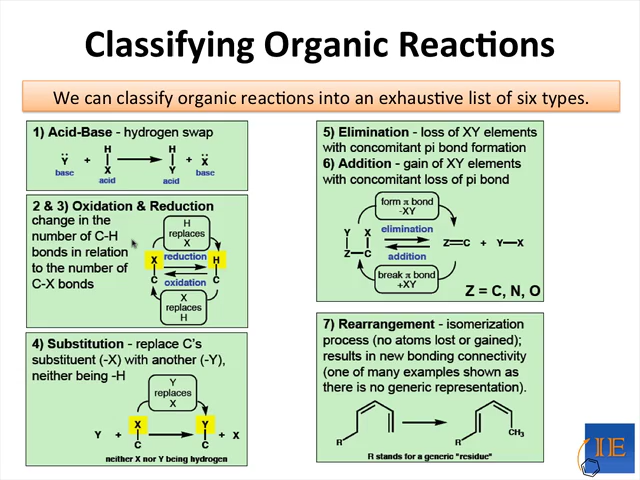 Classifying Organic Reactions
We can classify organic reactions into an exhaustive list of six types.
1) Acid-Base - hydrogen swap
H H
Y + X Y + X
base acid acid base
2 & 3) Oxidation & Reduction
change in the
number of C-H
bonds in relation
to the number of
C-X bonds
H
replaces
X
X reduction H
C oxidation C
X
replaces
H
4) Substitution - replace C's
substituent (-X) with another (-Y),
neither being -H
Y
replaces
X
X Y
Y + C C + X
neither X nor Y being hydrogen
5) Elimination - loss of XY elements
with concomitant pi bond formation
6) Addition - gain of XY elements
with concomitant loss of pi bond
form π bond
-XY
Y X elimination
Z C Z C + Y X
addition
break π bond
+XY
Z = C, N, O
7) Rearrangement - isomerization
process (no atoms lost or gained);
results in new bonding connectivity
(one of many examples shown as
there is no generic representation).
R R CH3
R stands for a generic "residue"
IE